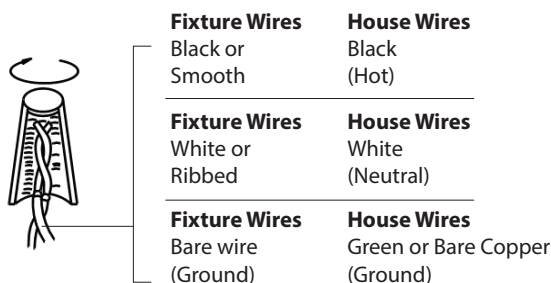 Fixture Wires House Wires
Black or Black
Smooth (Hot)
Fixture Wires House Wires
White or White
Ribbed (Neutral)
Fixture Wires House Wires
Bare wire Green or Bare Copper
(Ground) (Ground)